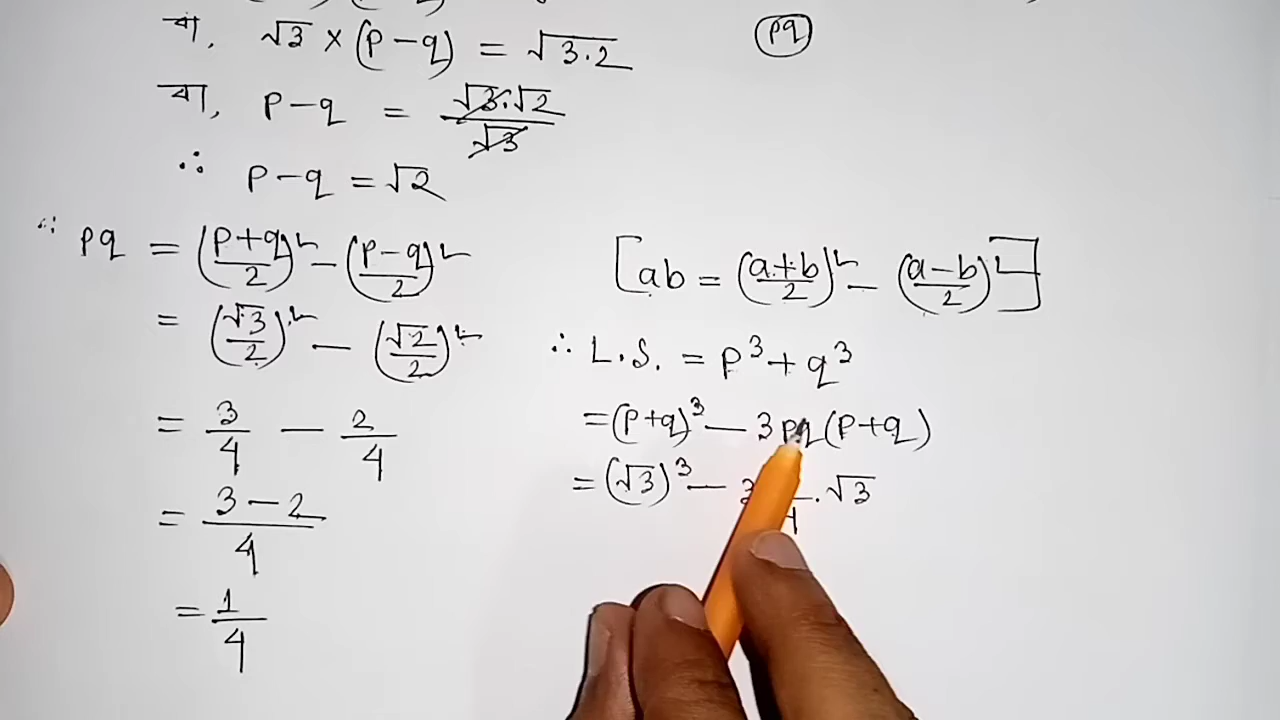 বা, √3 × (p − q) = √3·2
pq
বা, p − q = √3·√2 / √3
∴ p − q = √2
∴ pq = (p+q/2)² − (p−q/2)²
= (√3/2)² − (√2/2)²
= 3/4 − 2/4
= 3 − 2 / 4
= 1/4
[ab = (a+b/2)² − (a−b/2)²]
∴ L.S. = p³ + q³
= (p+q)³ − 3pq(p+q)
= (√3)³ − 3 4 . √3